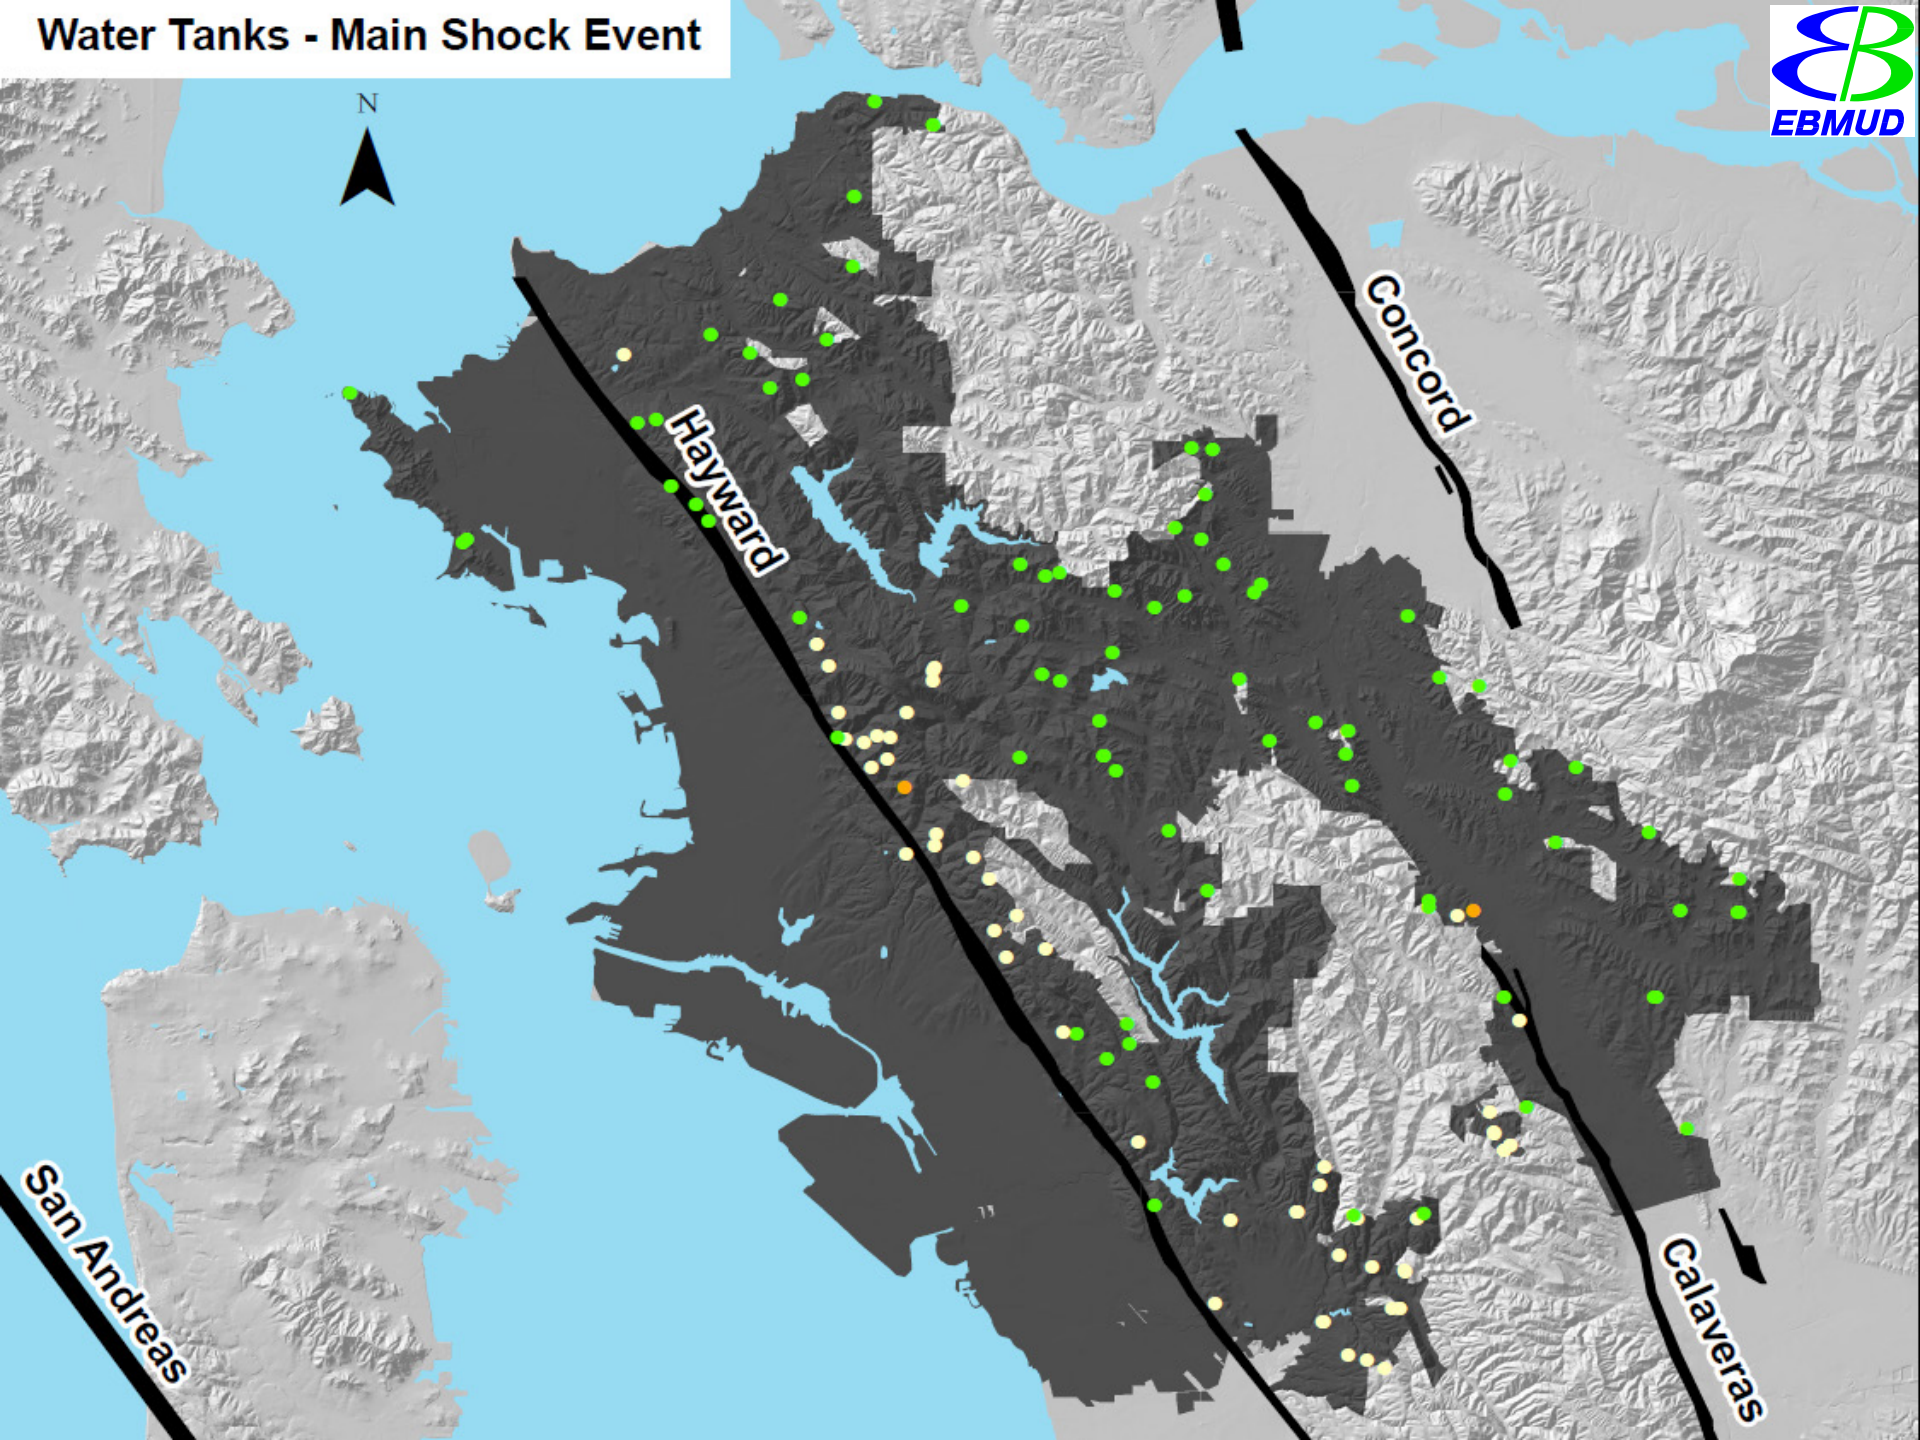 Water Tanks - Main Shock Event
EBMUD
N
Concord
Hayward
San Andreas
Calaveras